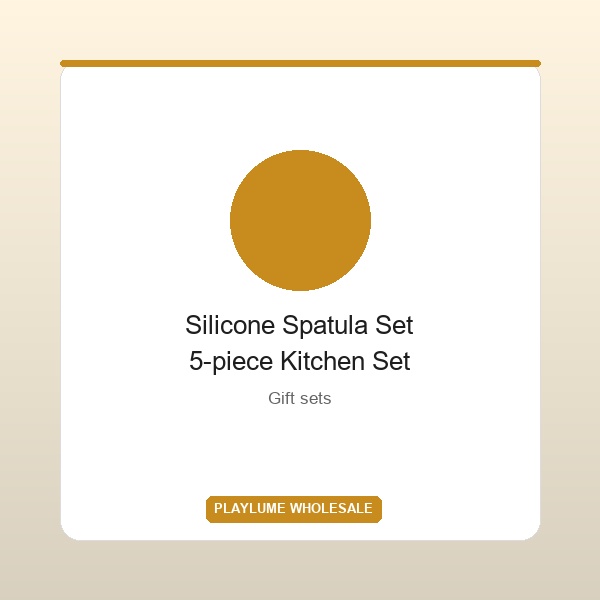 Silicone Spatula Set
5-piece Kitchen Set
Gift sets
PLAYLUME WHOLESALE